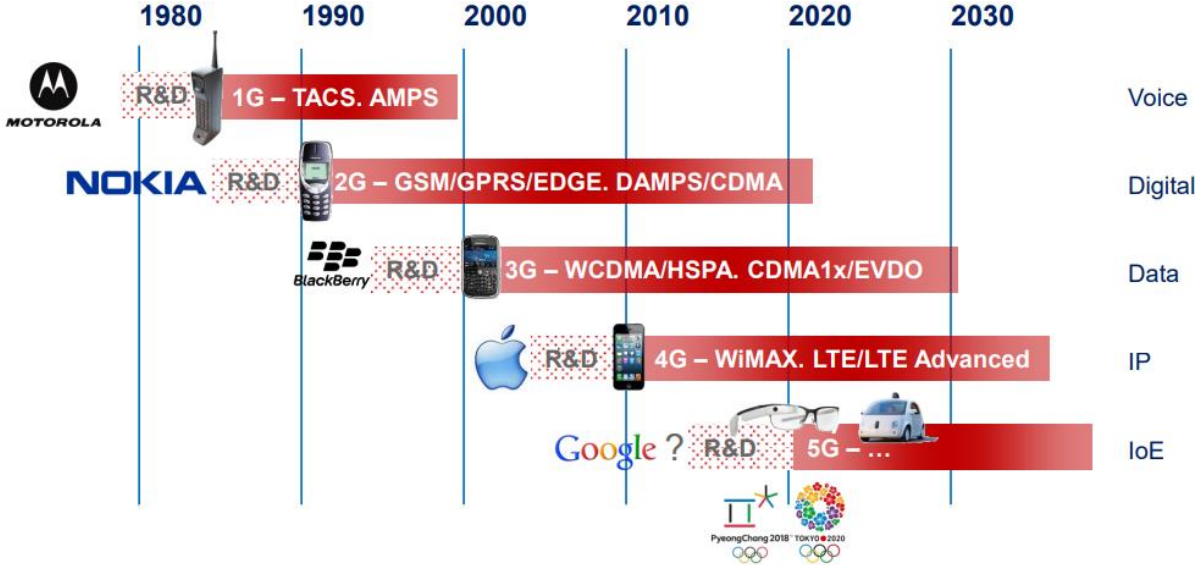 1980 1990 2000 2010 2020 2030
MOTOROLA R&D 1G – TACS. AMPS Voice
NOKIA R&D 2G – GSM/GPRS/EDGE. DAMPS/CDMA Digital
BlackBerry R&D 3G – WCDMA/HSPA. CDMA1x/EVDO Data
R&D 4G – WiMAX. LTE/LTE Advanced IP
Google ? R&D 5G – ... IoE
PyeongChang 2018 TOKYO 2020